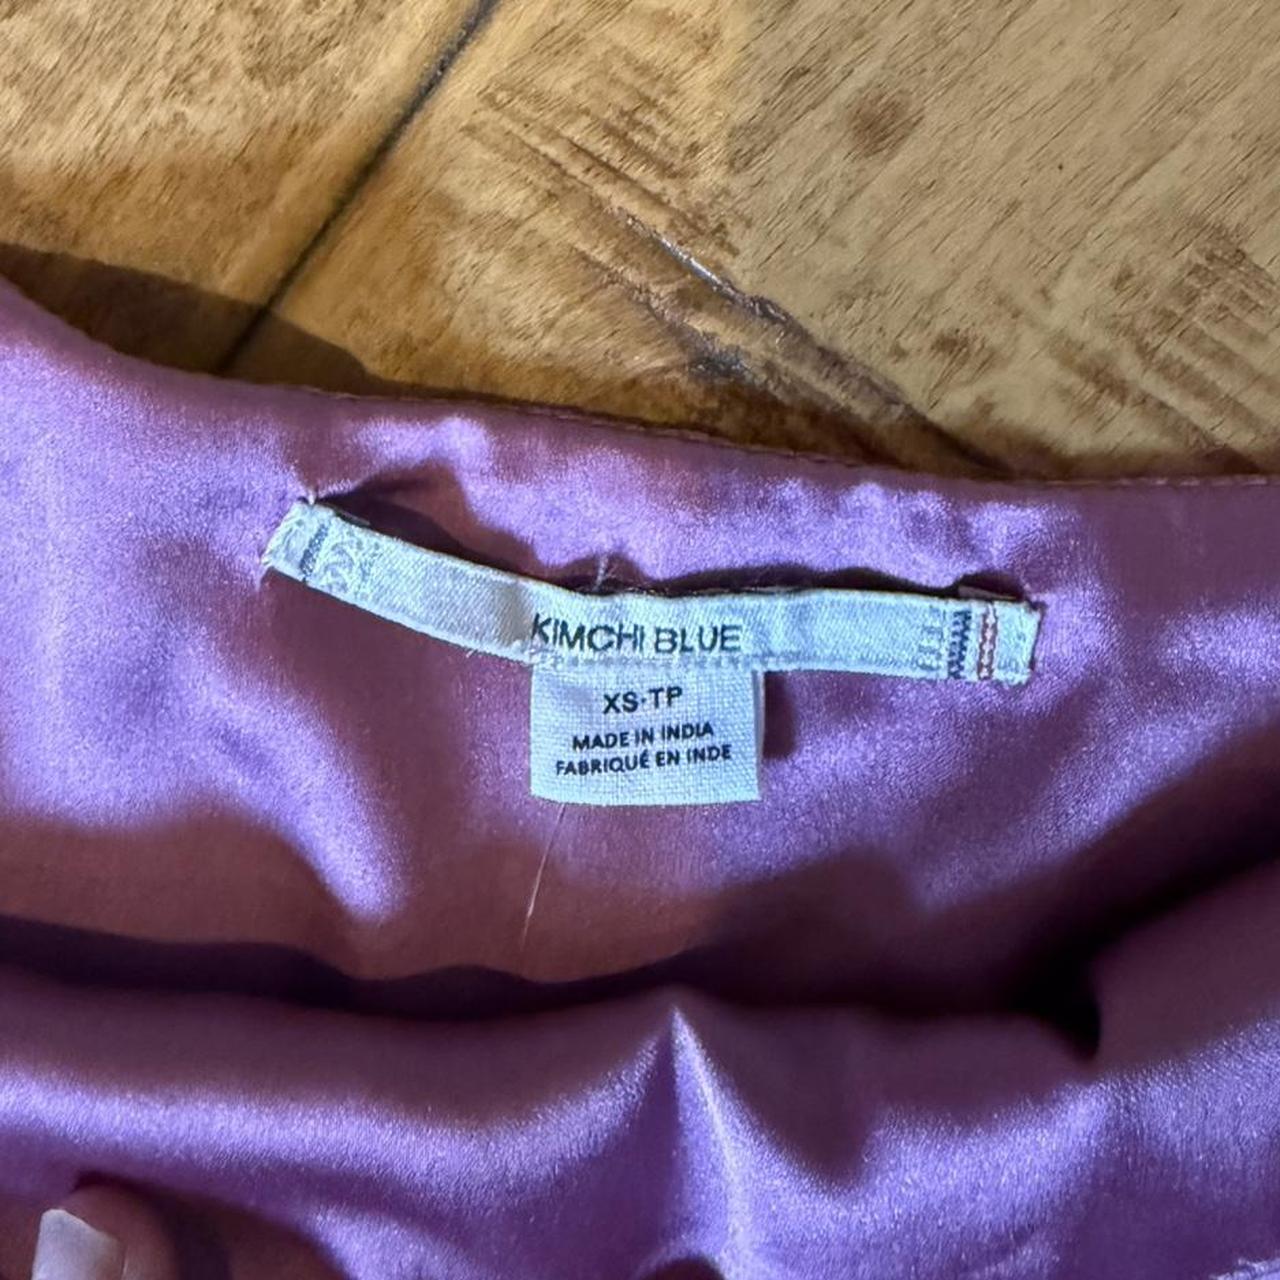 KIMCHI BLUE
XS·TP
MADE IN INDIA
FABRIQUÉ EN INDE